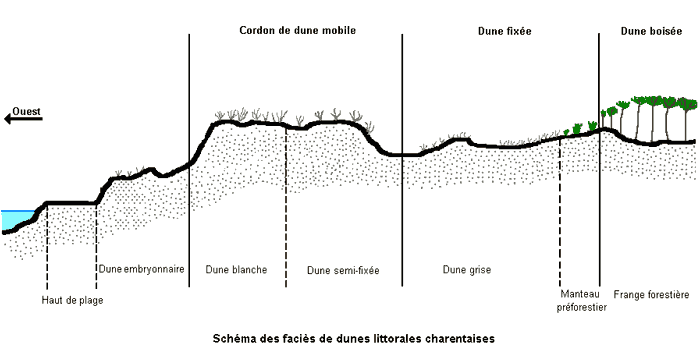 Cordon de dune mobile
Dune fixée
Dune boisée
Ouest
Dune embryonnaire
Dune blanche
Dune semi-fixée
Dune grise
Haut de plage
Manteau
préforestier
Frange forestière
Schéma des faciès de dunes littorales charentaises